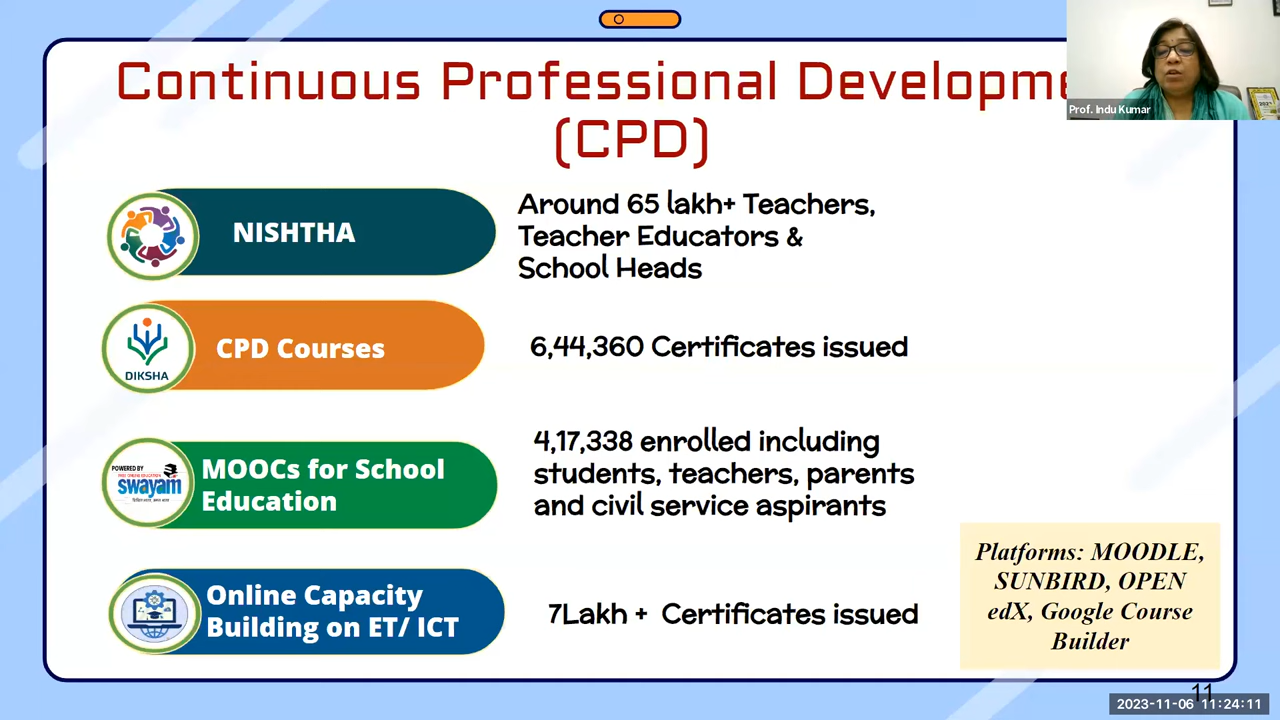 Continuous Professional Developme
(CPD)
Prof. Indu Kumar
NISHTHA
Around 65 lakh+ Teachers,
Teacher Educators &
School Heads
DIKSHA
CPD Courses
6,44,360 Certificates issued
POWERED BY
swayam
MOOCs for School
Education
4,17,338 enrolled including
students, teachers, parents
and civil service aspirants
Online Capacity
Building on ET/ ICT
7Lakh + Certificates issued
Platforms: MOODLE,
SUNBIRD, OPEN
edX, Google Course
Builder
11
2023-11-06 11:24:11